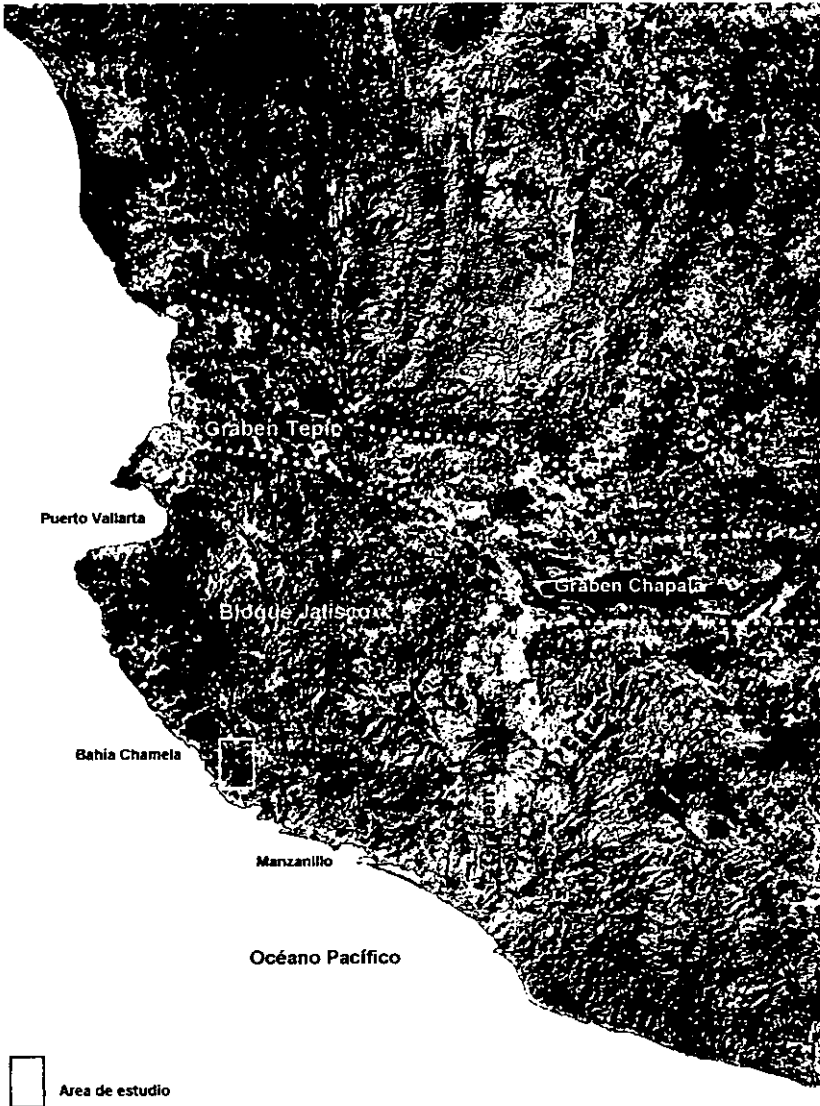 Graben Tepic
Puerto Vallarta
Graben Chapala
Bloque Jalisco
Bahía Chamela
Manzanillo
Océano Pacífico
Area de estudio